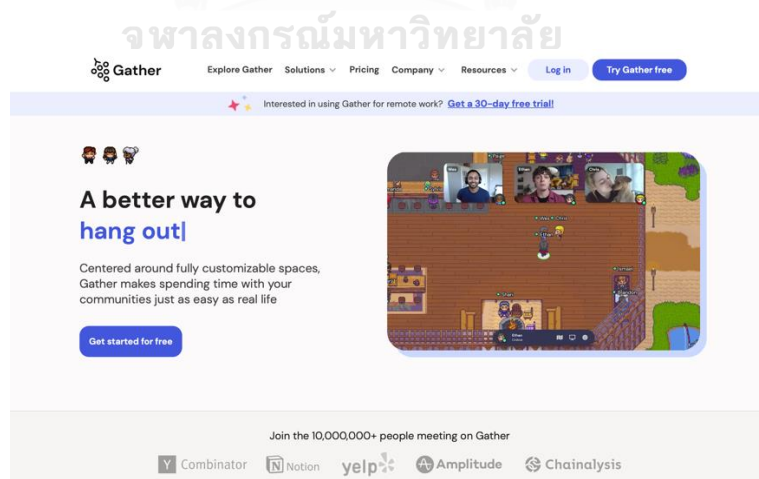 จุฬาลงกรณ์มหาวิทยาลัย
Gather
Explore Gather Solutions Pricing Company Resources Log in Try Gather free
Interested in using Gather for remote work? Get a 30-day free trial!
A better way to
hang out
Centered around fully customizable spaces,
Gather makes spending time with your
communities just as easy as real life
Get started for free
Join the 10,000,000+ people meeting on Gather
Y Combinator Notion yelp Amplitude Chainalysis